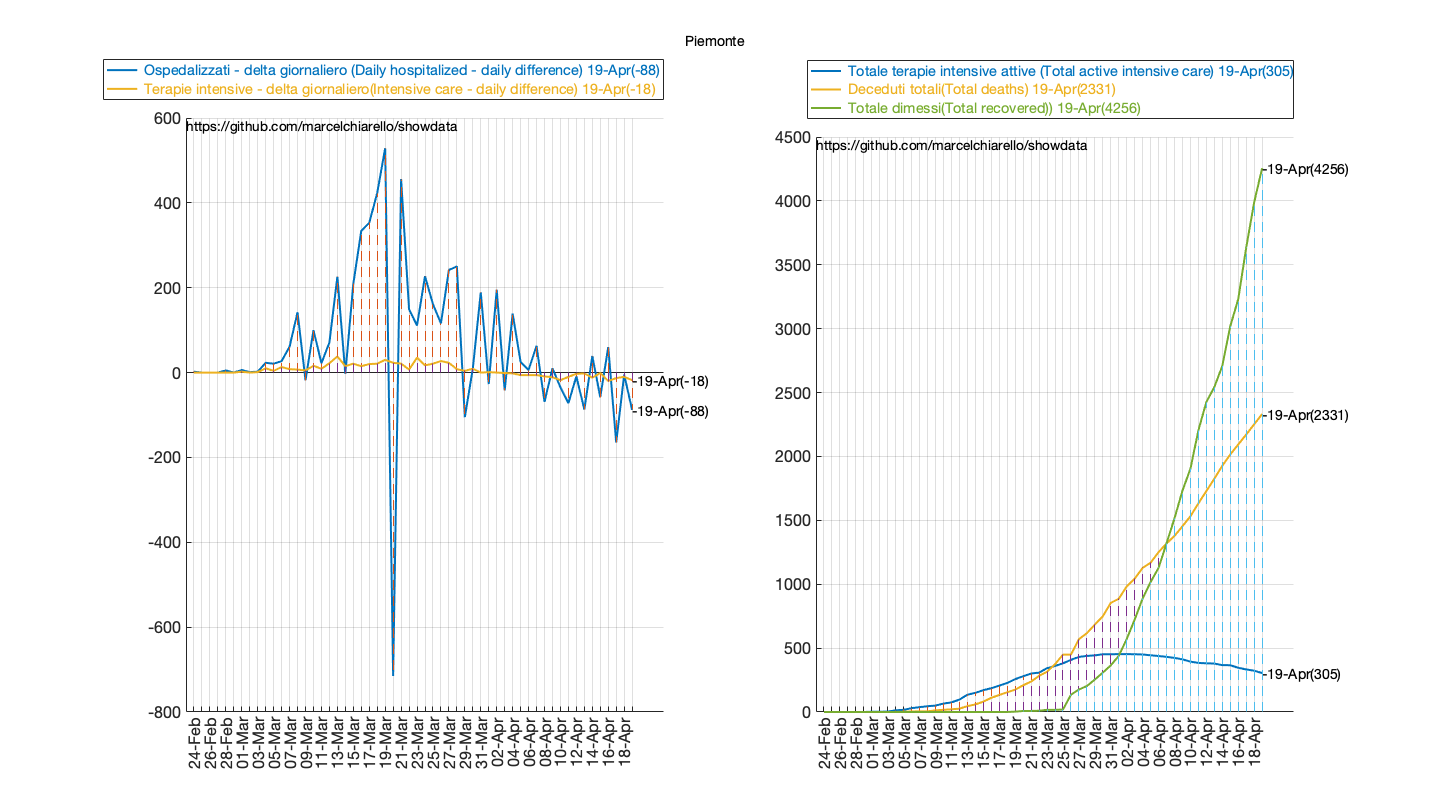 Piemonte
Ospedalizzati - delta giornaliero (Daily hospitalized - daily difference) 19-Apr(-88)
Terapie intensive - delta giornaliero(Intensive care - daily difference) 19-Apr(-18)
https://github.com/marcelchiarello/showdata
600
400
200
0
-200
-400
-600
-800
19-Apr(-18)
19-Apr(-88)
24-Feb
26-Feb
28-Feb
01-Mar
03-Mar
05-Mar
07-Mar
09-Mar
11-Mar
13-Mar
15-Mar
17-Mar
19-Mar
21-Mar
23-Mar
25-Mar
27-Mar
29-Mar
31-Mar
02-Apr
04-Apr
06-Apr
08-Apr
10-Apr
12-Apr
14-Apr
16-Apr
18-Apr
Totale terapie intensive attive (Total active intensive care) 19-Apr(305)
Deceduti totali(Total deaths) 19-Apr(2331)
Totale dimessi(Total recovered)) 19-Apr(4256)
https://github.com/marcelchiarello/showdata
4500
4000
3500
3000
2500
2000
1500
1000
500
0
19-Apr(4256)
19-Apr(2331)
19-Apr(305)
24-Feb
26-Feb
28-Feb
01-Mar
03-Mar
05-Mar
07-Mar
09-Mar
11-Mar
13-Mar
15-Mar
17-Mar
19-Mar
21-Mar
23-Mar
25-Mar
27-Mar
29-Mar
31-Mar
02-Apr
04-Apr
06-Apr
08-Apr
10-Apr
12-Apr
14-Apr
16-Apr
18-Apr